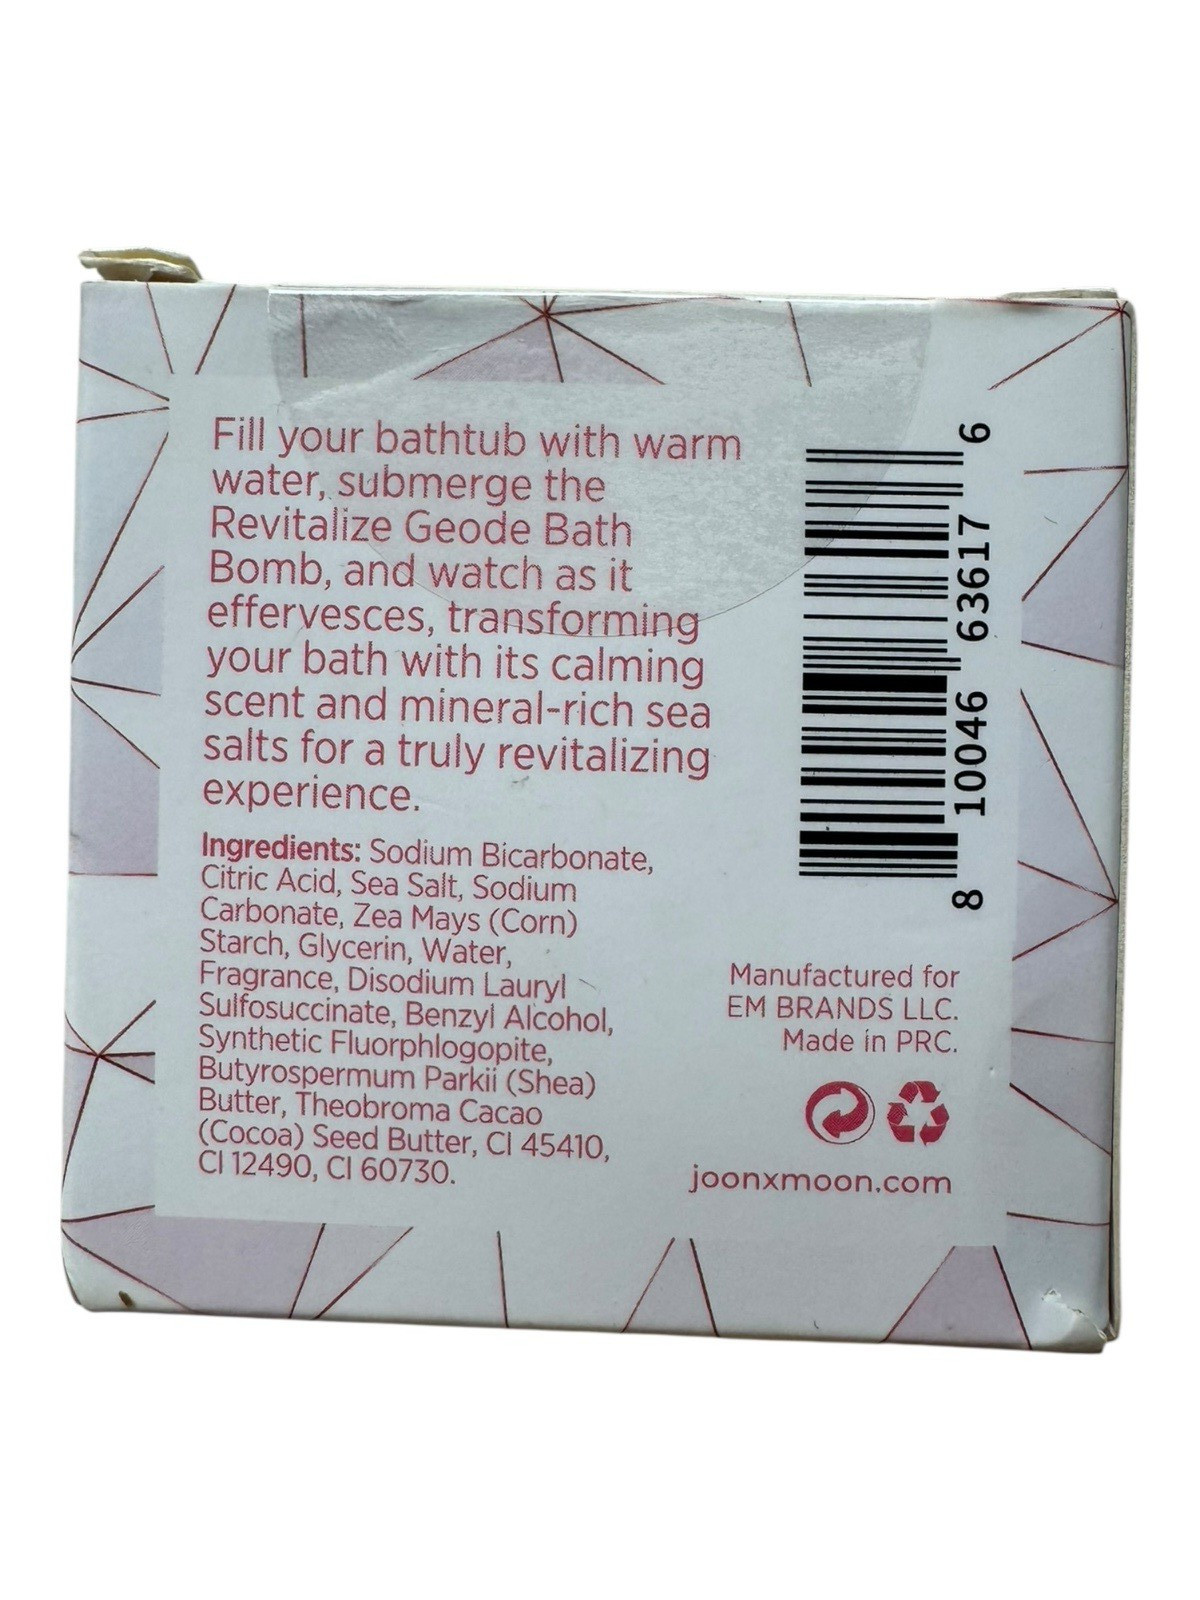 Fill your bathtub with warm
water, submerge the
Revitalize Geode Bath
Bomb, and watch as it
effervesces, transforming
your bath with its calming
scent and mineral-rich sea
salts for a truly revitalizing
experience.
Ingredients: Sodium Bicarbonate,
Citric Acid, Sea Salt, Sodium
Carbonate, Zea Mays (Corn)
Starch, Glycerin, Water,
Fragrance, Disodium Lauryl
Sulfosuccinate, Benzyl Alcohol,
Synthetic Fluorphlogopite,
Butyrospermum Parkii (Shea)
Butter, Theobroma Cacao
(Cocoa) Seed Butter, CI 45410,
CI 12490, CI 60730.
8 10046 63617 6
Manufactured for
EM BRANDS LLC.
Made in PRC.
joonxmoon.com